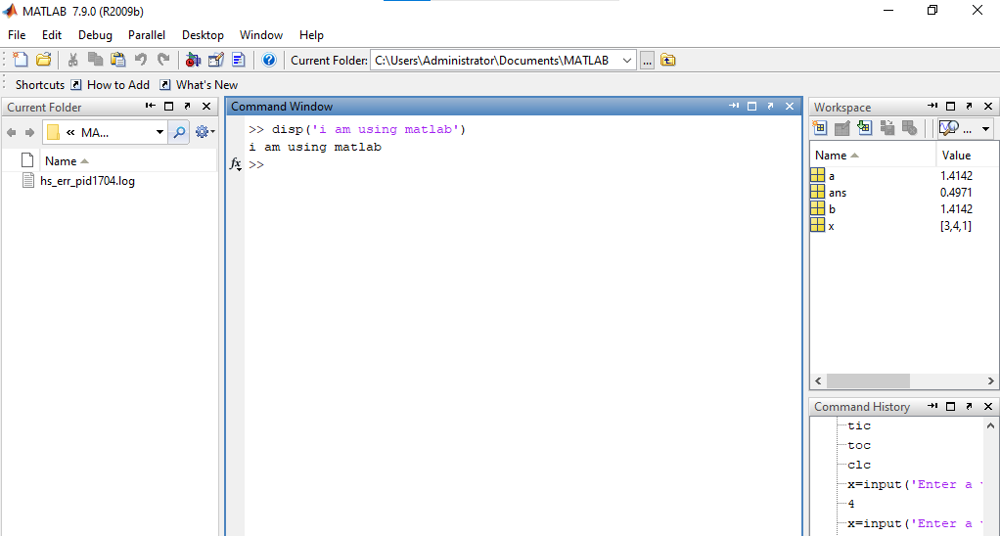 MATLAB 7.9.0 (R2009b)
File Edit Debug Parallel Desktop Window Help
Current Folder: C:\Users\Administrator\Documents\MATLAB ...
Shortcuts How to Add What's New
Current Folder
« MA...
Name
hs_err_pid1704.log
Command Window
>> disp('i am using matlab')
i am using matlab
fx >>
Workspace
...
Name Value
a 1.4142
ans 0.4971
b 1.4142
x [3,4,1]
Command History
tic
toc
clc
x=input('Enter a
4
x=input('Enter a